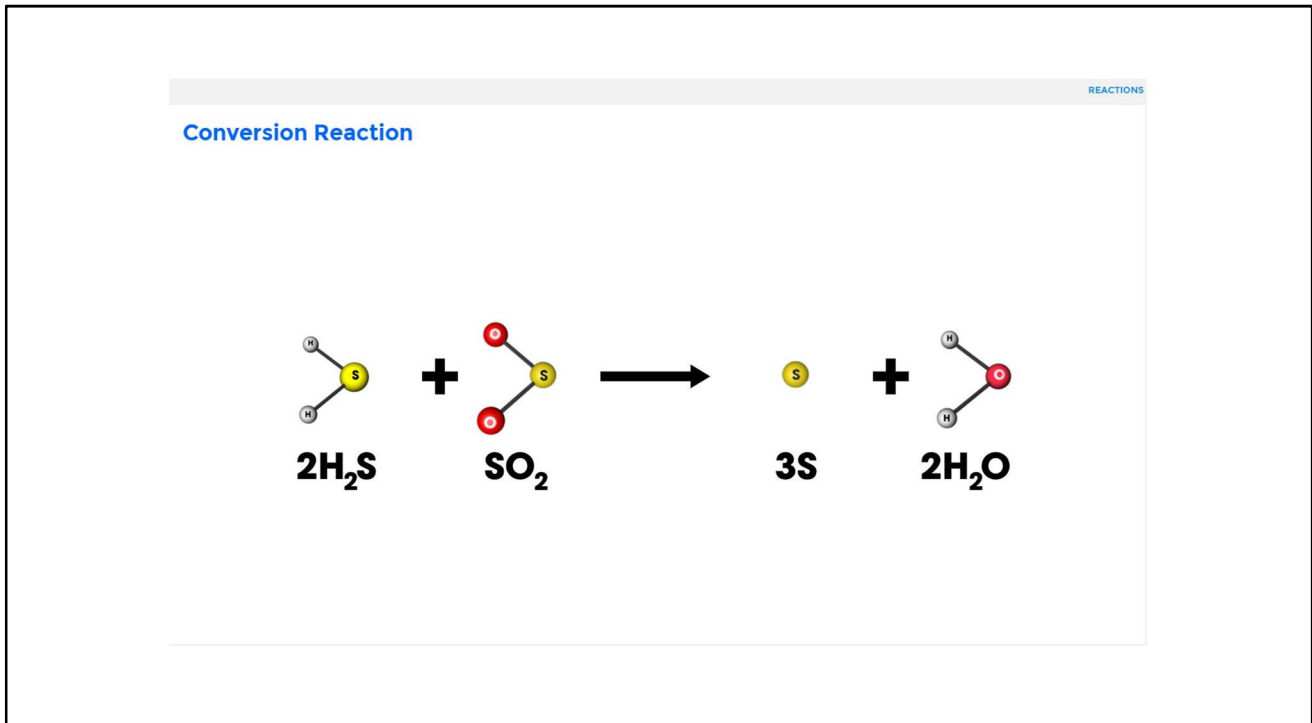 REACTIONS
Conversion Reaction
H O H
S + S → S + O
H O H
2H₂S SO₂ 3S 2H₂O